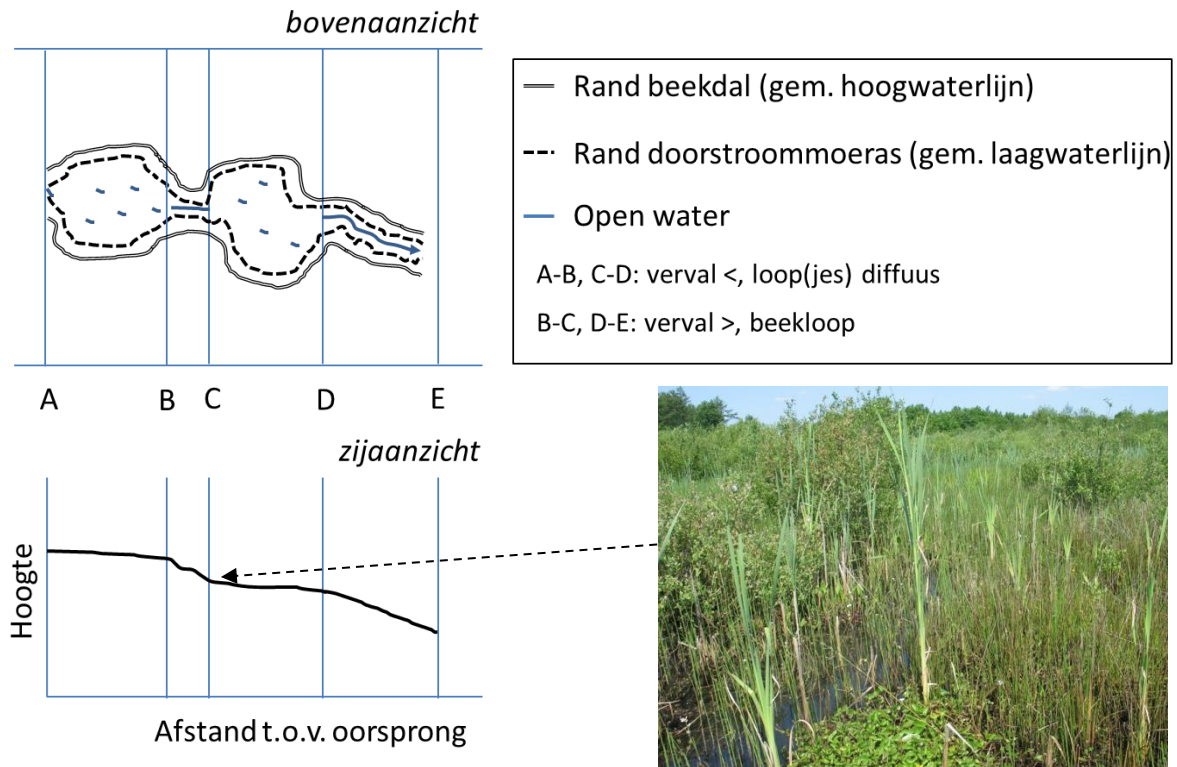 bovenaanzicht
Rand beekdal (gem. hoogwaterlijn)
Rand doorstroommoeras (gem. laagwaterlijn)
Open water
A-B, C-D: verval <, loop(jes) diffuus
B-C, D-E: verval >, beekloop
A B C D E
zijaanzicht
Hoogte
Afstand t.o.v. oorsprong